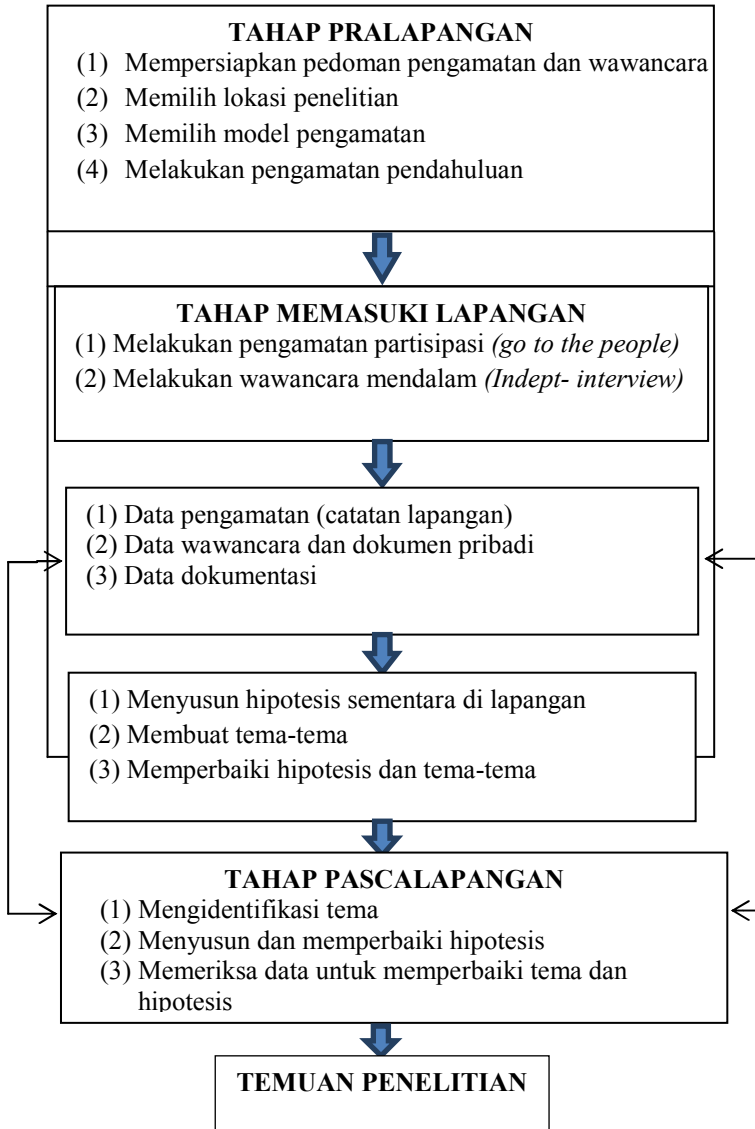 TAHAP PRALAPANGAN
(1) Mempersiapkan pedoman pengamatan dan wawancara
(2) Memilih lokasi penelitian
(3) Memilih model pengamatan
(4) Melakukan pengamatan pendahuluan
TAHAP MEMASUKI LAPANGAN
(1) Melakukan pengamatan partisipasi (go to the people)
(2) Melakukan wawancara mendalam (Indept- interview)
(1) Data pengamatan (catatan lapangan)
(2) Data wawancara dan dokumen pribadi
(3) Data dokumentasi
(1) Menyusun hipotesis sementara di lapangan
(2) Membuat tema-tema
(3) Memperbaiki hipotesis dan tema-tema
TAHAP PASCALAPANGAN
(1) Mengidentifikasi tema
(2) Menyusun dan memperbaiki hipotesis
(3) Memeriksa data untuk memperbaiki tema dan
hipotesis
TEMUAN PENELITIAN